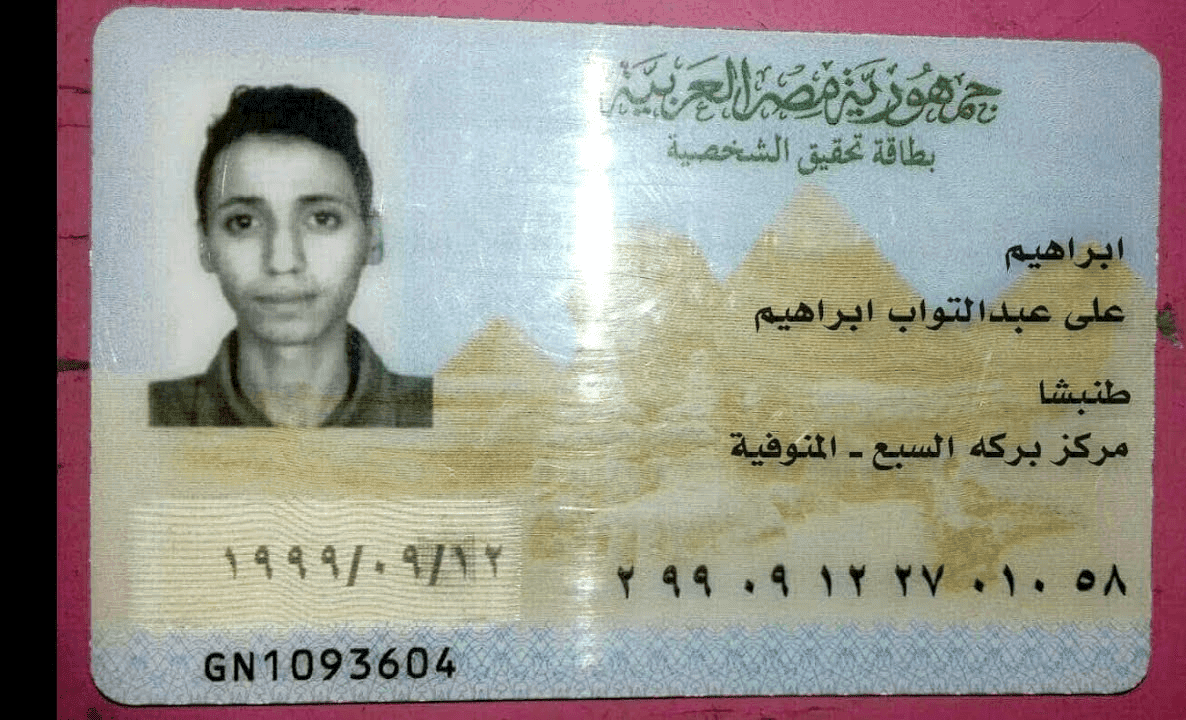 جمهورية مصر العربية
بطاقة تحقيق الشخصية
ابراهيم
على عبدالتواب ابراهيم
طنبشا
مركز بركه السبع - المنوفية
١٩٩٩/٠٩/١٢
٢ ٩٩ ٠٩ ١٢ ٢٧ ٠١٠ ٥٨
GN1093604